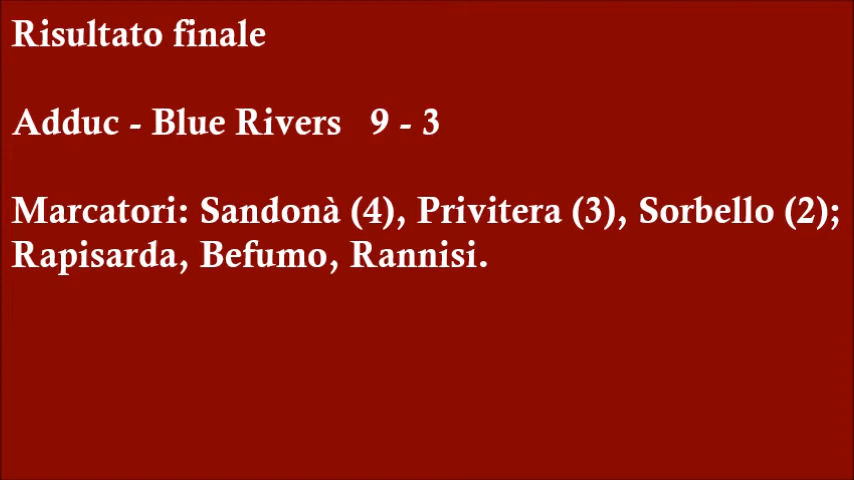 Risultato finale
Adduc - Blue Rivers 9 - 3
Marcatori: Sandonà (4), Privitera (3), Sorbello (2);
Rapisarda, Befumo, Rannisi.